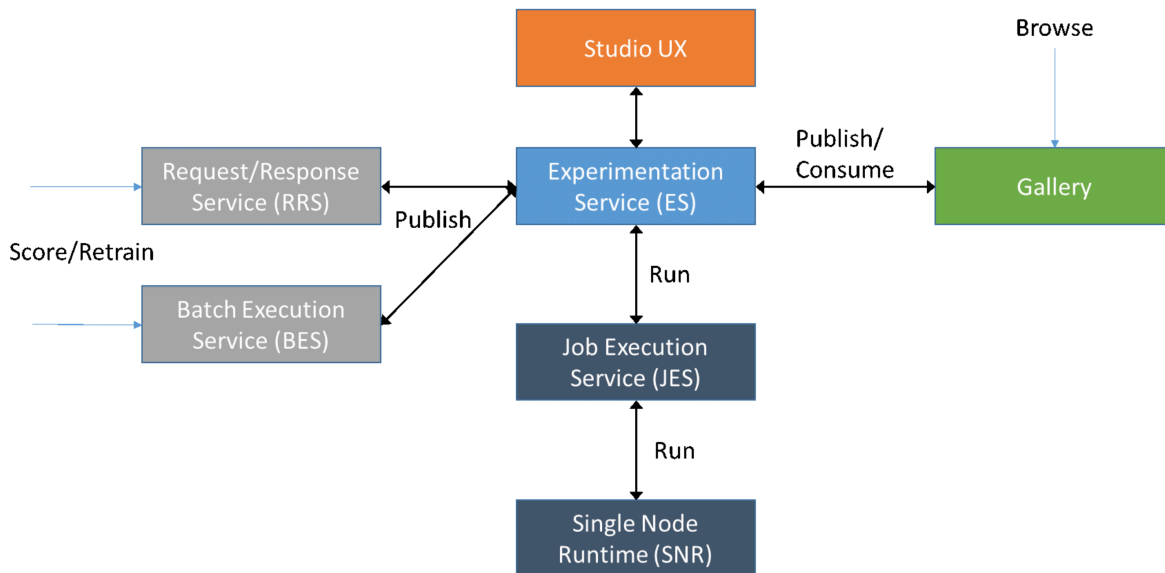 Studio UX
Browse
Request/Response
Service (RRS)
Experimentation
Service (ES)
Publish/
Consume
Gallery
Publish
Score/Retrain
Run
Batch Execution
Service (BES)
Job Execution
Service (JES)
Run
Single Node
Runtime (SNR)